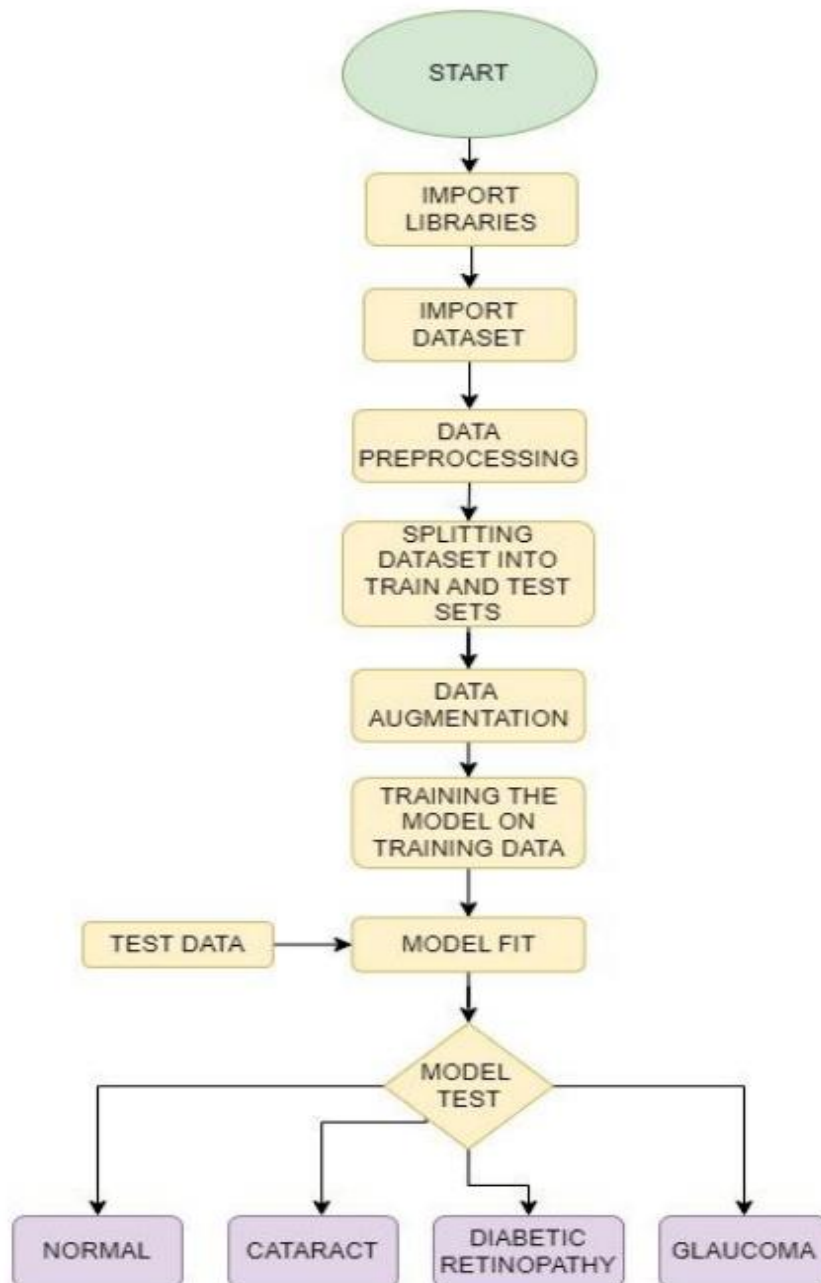 START
IMPORT
LIBRARIES
IMPORT
DATASET
DATA
PREPROCESSING
SPLITTING
DATASET INTO
TRAIN AND TEST
SETS
DATA
AUGMENTATION
TRAINING THE
MODEL ON
TRAINING DATA
TEST DATA
MODEL FIT
MODEL
TEST
NORMAL
CATARACT
DIABETIC
RETINOPATHY
GLAUCOMA